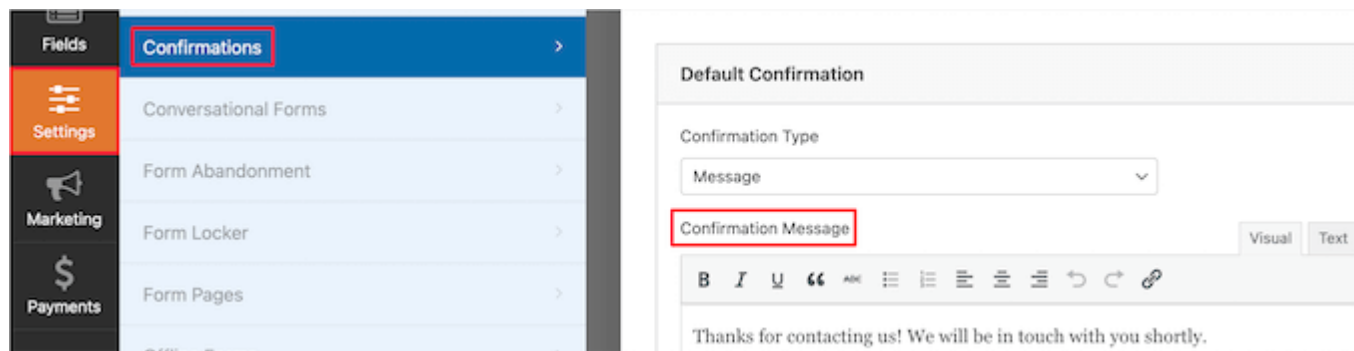 Fields
Settings
Marketing
Payments
Confirmations
Conversational Forms
Form Abandonment
Form Locker
Form Pages
Default Confirmation
Confirmation Type
Message
Confirmation Message
Visual Text
B I U “ ABC
Thanks for contacting us! We will be in touch with you shortly.